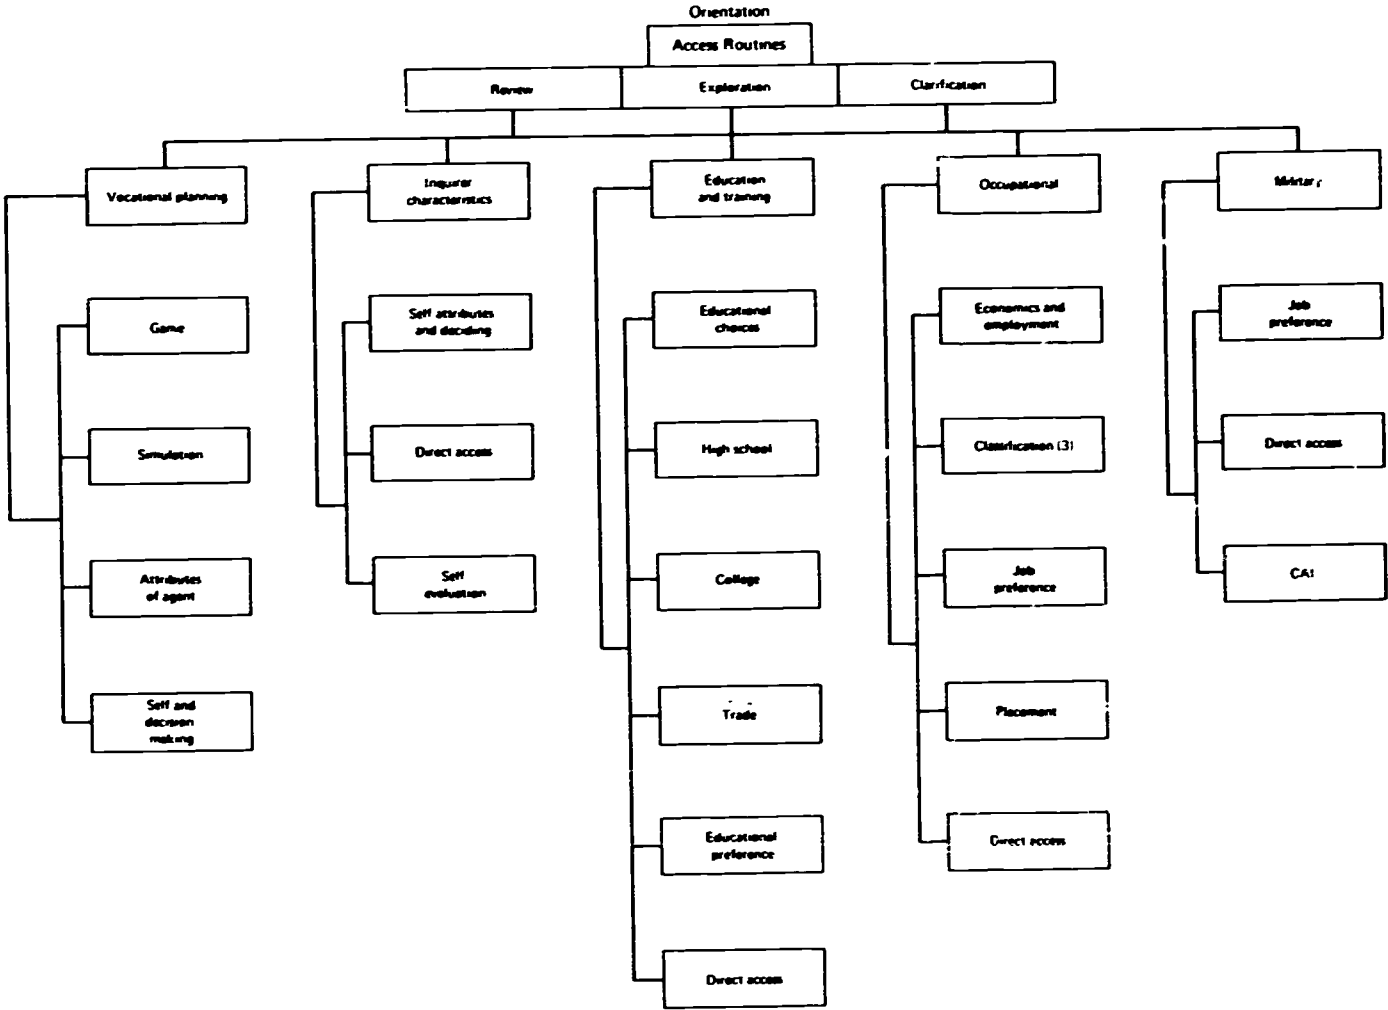 Orientation
Access Routines
Review
Exploration
Clarification
Vocational planning
Inquirer
characteristics
Education
and training
Occupational
Military
Game
Self attributes
and deciding
Educational
choices
Economics and
employment
Job
preference
Simulation
Direct access
High school
Classification (3)
Direct access
Attributes
of agent
Self
evaluation
College
Job
preference
CAI
Self and
decision
making
Trade
Placement
Educational
preference
Direct access
Direct access